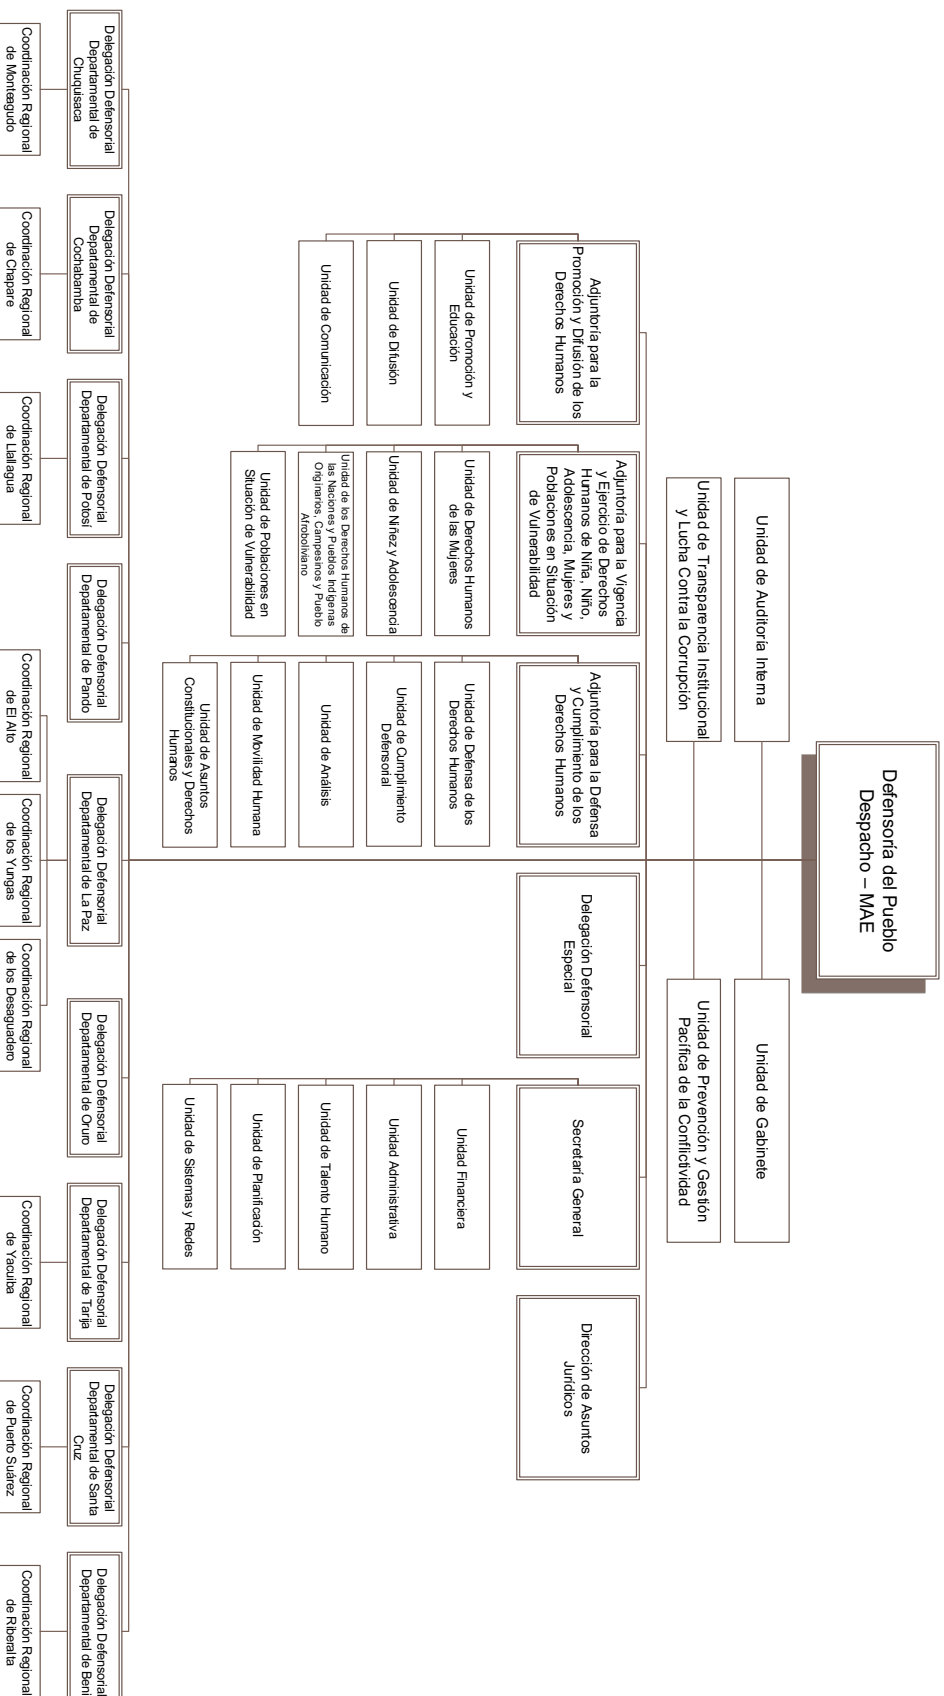 Defensoría del Pueblo
Despacho – MAE
Unidad de Auditoría Interna
Unidad de Gabinete
Unidad de Transparencia Institucional
y Lucha Contra la Corrupción
Unidad de Prevención y Gestión
Pacífica de la Conflictividad
Adjuntoría para la
Promoción y Difusión de los
Derechos Humanos
Unidad de Promoción y
Educación
Unidad de Difusión
Unidad de Comunicación
Adjuntoría para la Vigencia
y Ejercicio de Derechos
Humanos de Niña, Niño,
Adolescencia, Mujeres y
Poblaciones en Situación
de Vulnerabilidad
Unidad de Derechos Humanos
de las Mujeres
Unidad de Niñez y Adolescencia
Unidad de los Derechos Humanos de
las Naciones y Pueblos Indígenas
Originarios, Campesinos y Pueblo
Afroboliviano
Unidad de Poblaciones en
Situación de Vulnerabilidad
Adjuntoría para la Defensa
y Cumplimiento de los
Derechos Humanos
Unidad de Defensa de los
Derechos Humanos
Unidad de Cumplimiento
Defensorial
Unidad de Análisis
Unidad de Movilidad Humana
Unidad de Asuntos
Constitucionales y Derechos
Humanos
Delegación Defensorial
Especial
Secretaría General
Unidad Financiera
Unidad Administrativa
Unidad de Talento Humano
Unidad de Planificación
Unidad de Sistemas y Redes
Dirección de Asuntos
Jurídicos
Delegación Defensorial
Departamental de
Chuquisaca
Coordinación Regional
de Monteagudo
Delegación Defensorial
Departamental de
Cochabamba
Coordinación Regional
de Chapare
Delegación Defensorial
Departamental de Potosí
Coordinación Regional
de Llallagua
Delegación Defensorial
Departamental de Pando
Delegación Defensorial
Departamental de La Paz
Coordinación Regional
de El Alto
Coordinación Regional
de los Yungas
Coordinación Regional
de los Desaguadero
Delegación Defensorial
Departamental de Oruro
Delegación Defensorial
Departamental de Tarija
Coordinación Regional
de Yacuiba
Delegación Defensorial
Departamental de Santa
Cruz
Coordinación Regional
de Puerto Suárez
Delegación Defensorial
Departamental de Beni
Coordinación Regional
de Riberalta